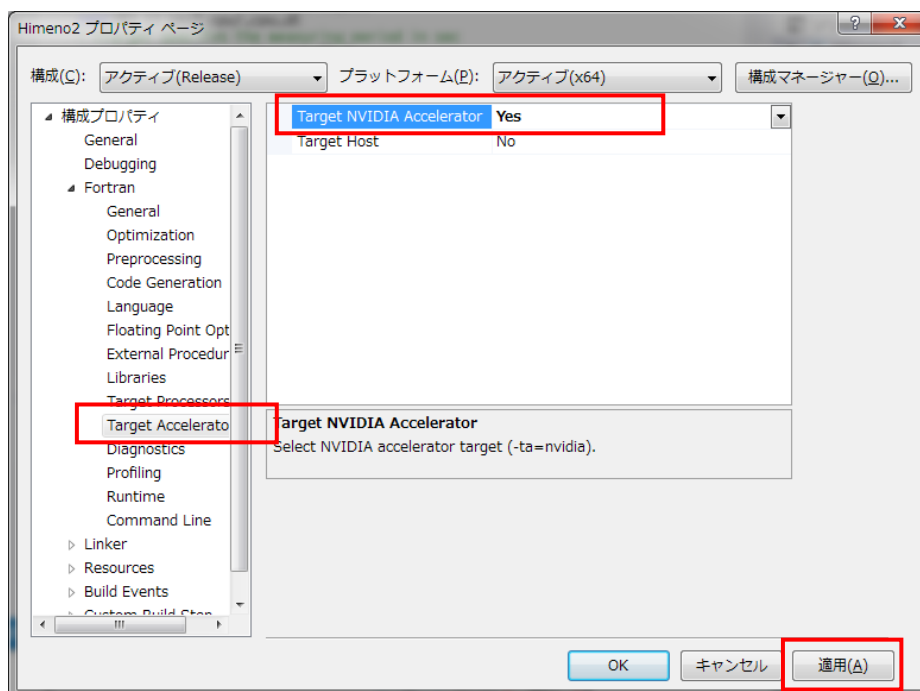 Himeno2 プロパティ ページ
構成(C): アクティブ(Release) プラットフォーム(P): アクティブ(x64) 構成マネージャー(O)...
構成プロパティ
General
Debugging
Fortran
General
Optimization
Preprocessing
Code Generation
Language
Floating Point Opt
External Procedur
Libraries
Target Processors
Target Accelerato
Diagnostics
Profiling
Runtime
Command Line
Linker
Resources
Build Events
Custom Build Step
Target NVIDIA Accelerator Yes
Target Host No
Target NVIDIA Accelerator
Select NVIDIA accelerator target (-ta=nvidia).
OK キャンセル 適用(A)